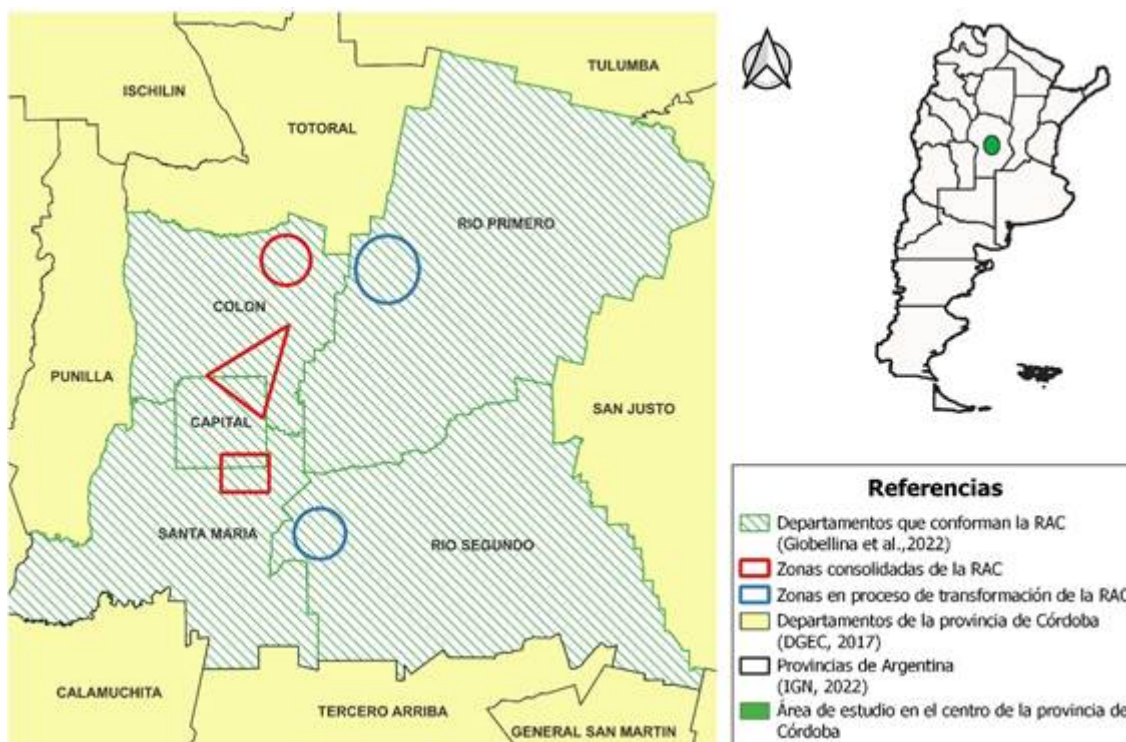 TULUMBA
ISCHILIN
TOTORAL
RIO PRIMERO
COLON
PUNILLA
SAN JUSTO
CAPITAL
SANTA MARIA
RIO SEGUNDO
CALAMUCHITA
TERCERO ARRIBA
GENERAL SAN MARTIN
Referencias
Departamentos que conforman la RAC
(Giobellina et al.,2022)
Zonas consolidadas de la RAC
Zonas en proceso de transformación de la RAC
Departamentos de la provincia de Córdoba
(DGEC, 2017)
Provincias de Argentina
(IGN, 2022)
Área de estudio en el centro de la provincia de
Córdoba